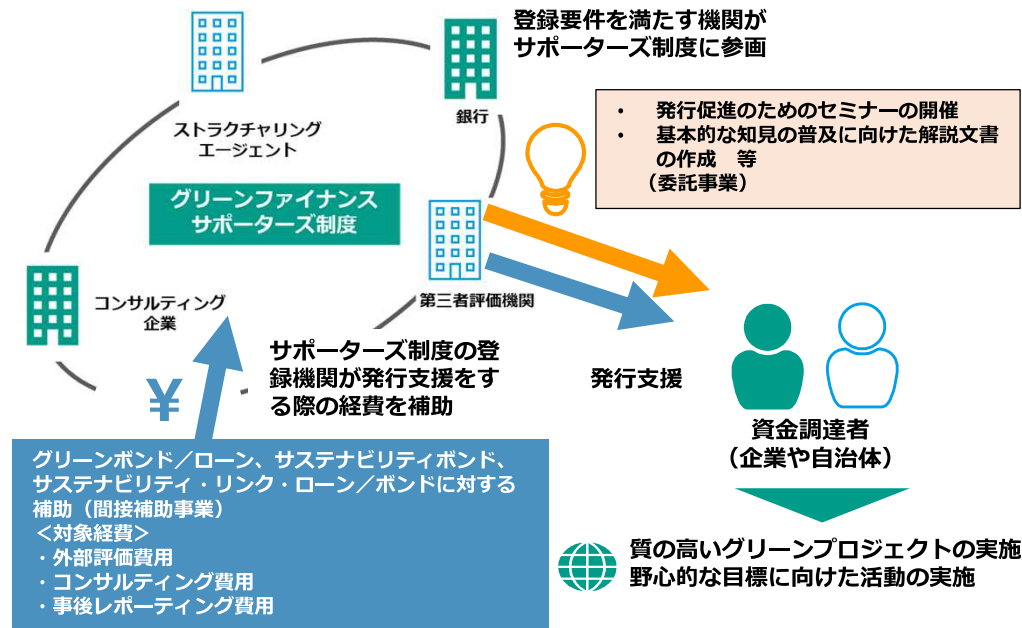 登録要件を満たす機関が
サポーターズ制度に参画
ストラクチャリング
エージェント
銀行
・ 発行促進のためのセミナーの開催
・ 基本的な知見の普及に向けた解説文書
の作成 等
（委託事業）
グリーンファイナンス
サポーターズ制度
第三者評価機関
コンサルティング
企業
サポーターズ制度の登
録機関が発行支援をす
る際の経費を補助
¥
発行支援
資金調達者
（企業や自治体）
グリーンボンド／ローン、サステナビリティボンド、
サステナビリティ・リンク・ローン／ボンドに対する
補助（間接補助事業）
＜対象経費＞
・外部評価費用
・コンサルティング費用
・事後レポーティング費用
質の高いグリーンプロジェクトの実施
野心的な目標に向けた活動の実施